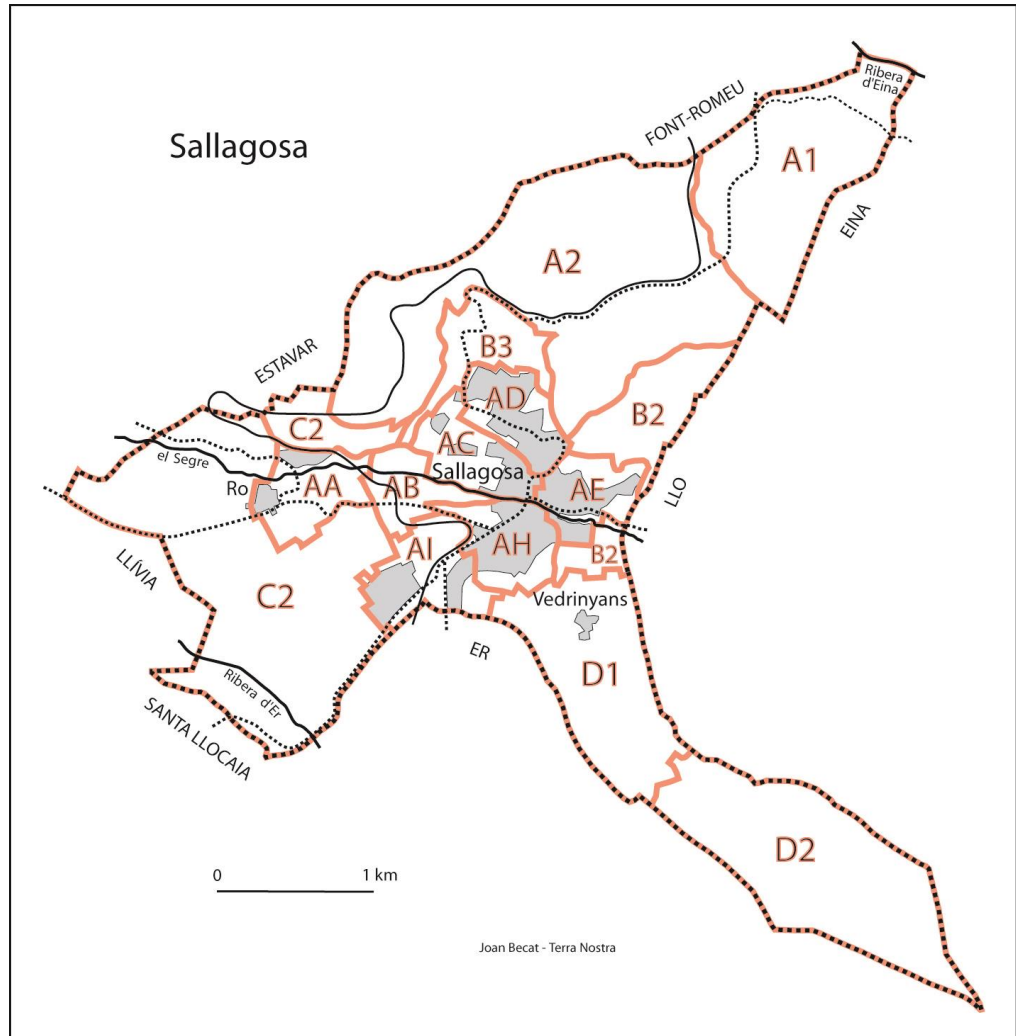 Ribera
d'Eina
FONT-ROMEU
Sallagosa
A1
EINA
A2
B3
ESTAVAR
AD
B2
C2
AC
el Segre
Sallagosa
Ro
AA
AB
AE
LLO
AI
AH
B2
LLÍVIA
C2
Vedrinyans
ER
D1
Ribera d'Er
SANTA LLOCAIA
D2
0 1 km
Joan Becat - Terra Nostra